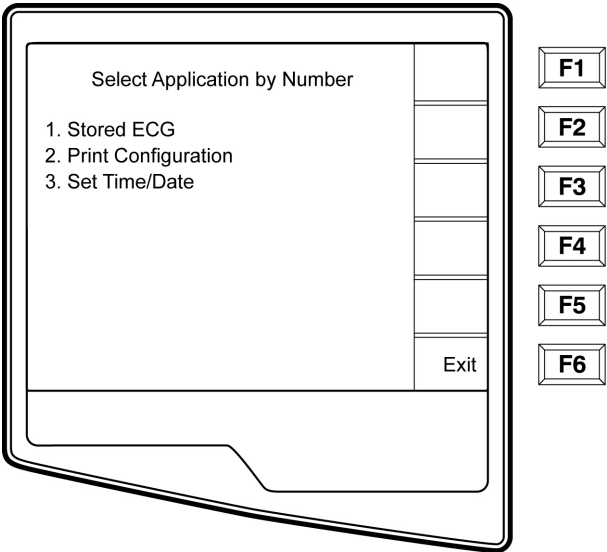 Select Application by Number
1. Stored ECG
2. Print Configuration
3. Set Time/Date
Exit
F1
F2
F3
F4
F5
F6